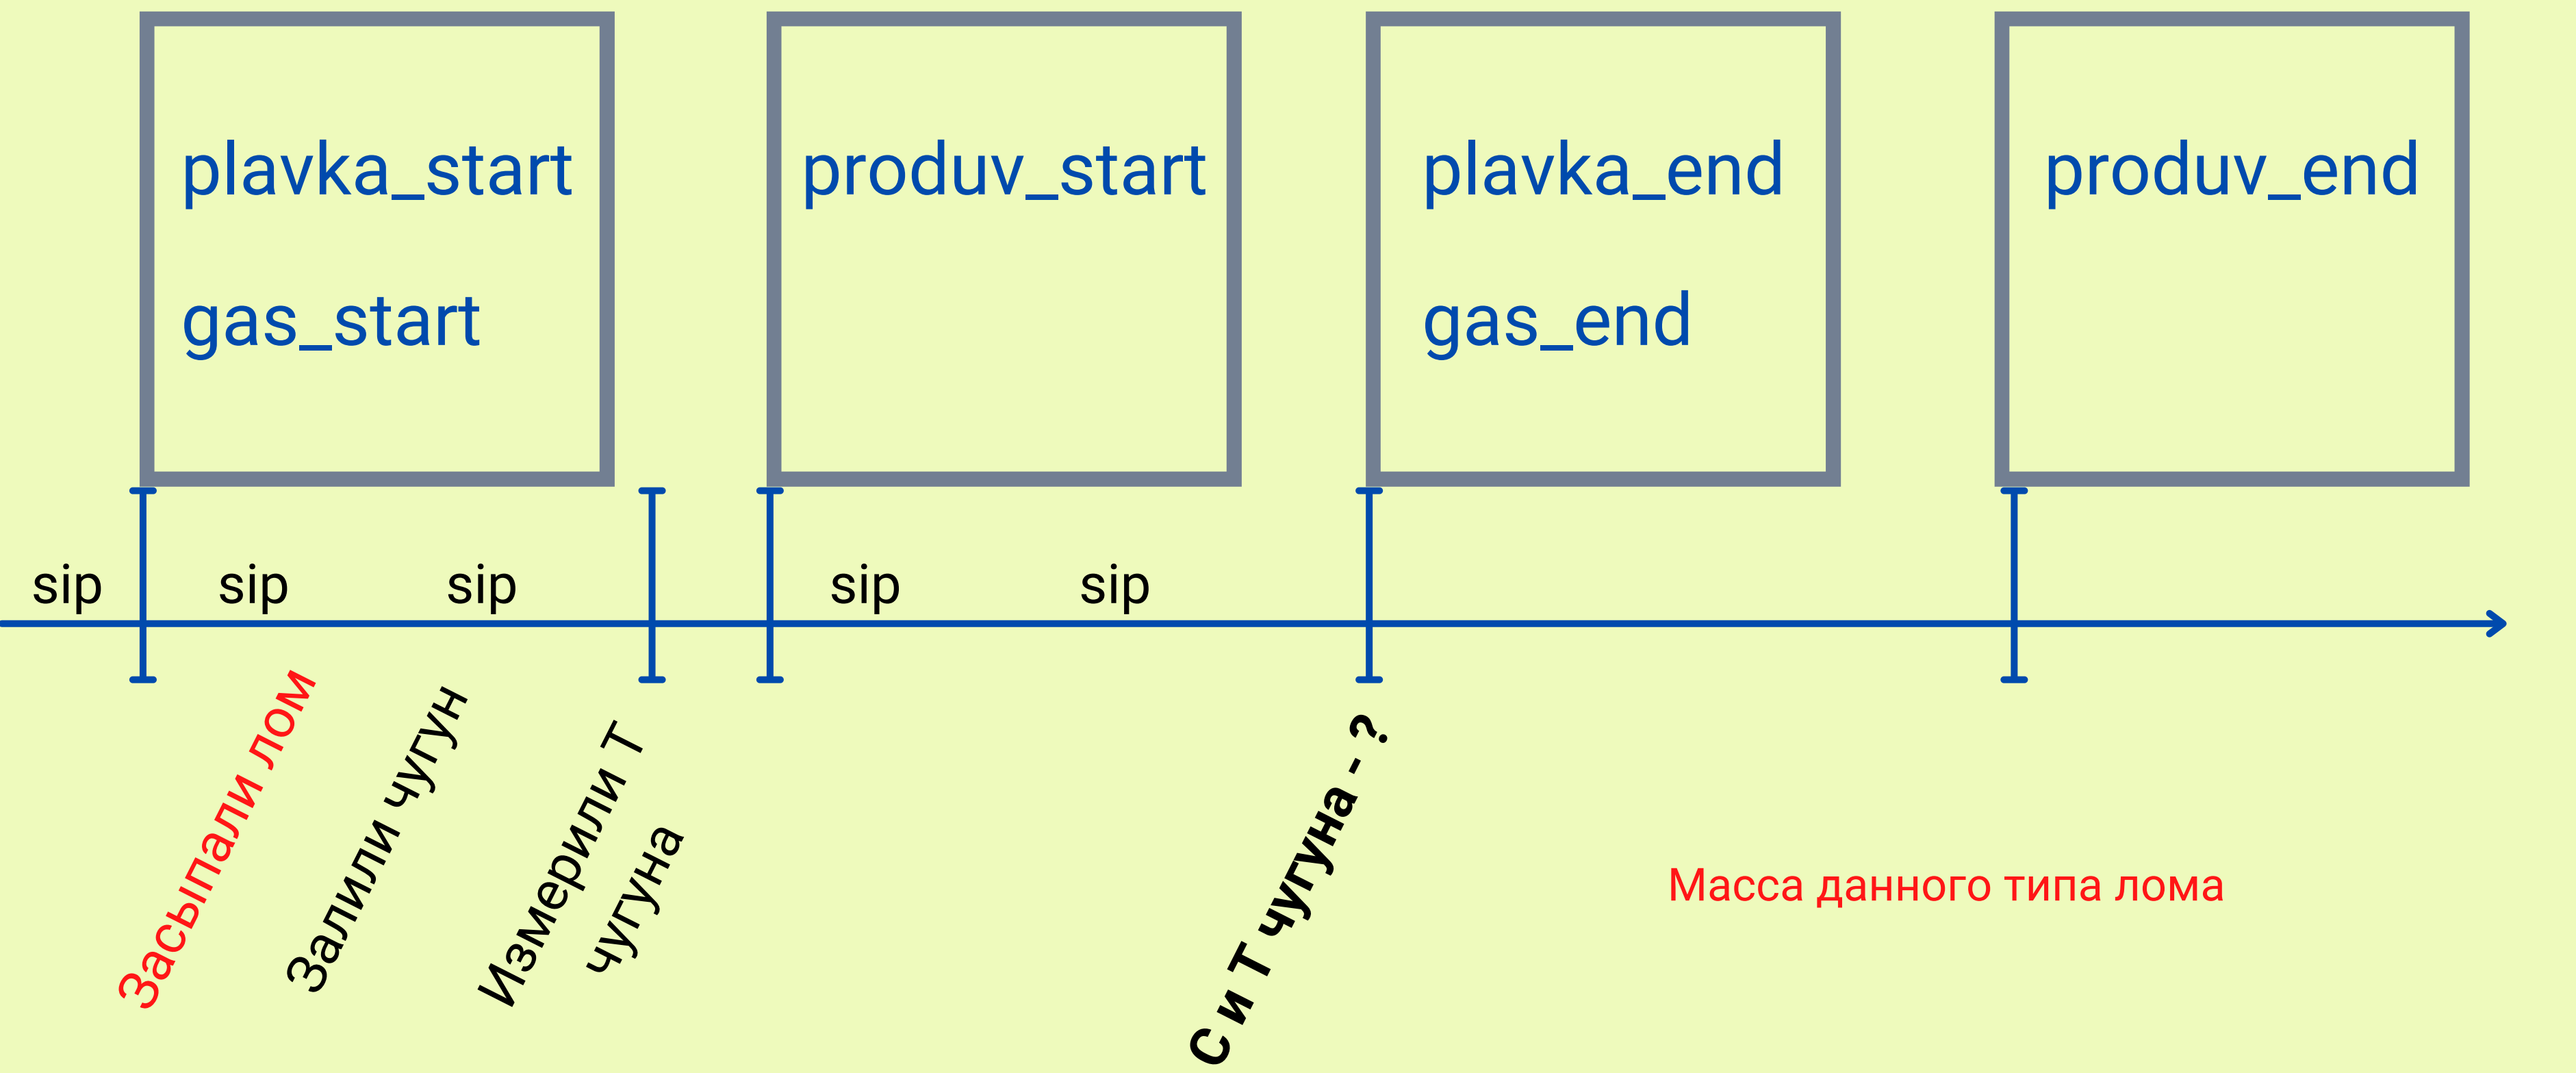 plavka_start
gas_start
produv_start
plavka_end
gas_end
produv_end
sip
sip
sip
sip
sip
Засыпали лом
Залили чугун
Измерили Т
чугуна
С и Т чугуна - ?
Масса данного типа лома